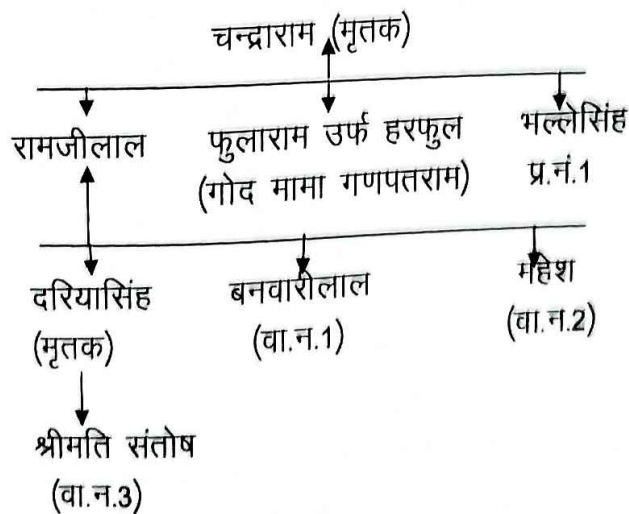 चन्द्राराम (मृतक)
रामजीलाल फुलाराम उर्फ हरफुल भल्लेसिंह
(गोद मामा गणपतराम) प्र.नं.1
दरियासिंह बनवारीलाल महेश
(मृतक) (वा.न.1) (वा.न.2)
श्रीमति संतोष
(वा.न.3)